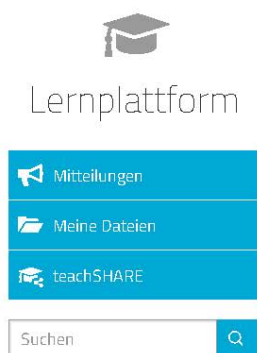 Lernplattform
Mitteilungen
Meine Dateien
teachSHARE
Suchen